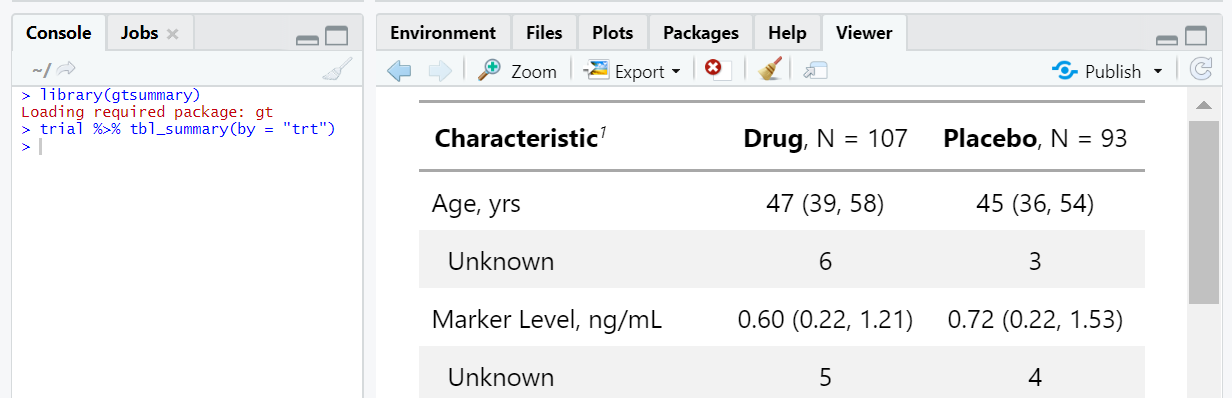 Console Jobs
~/
> library(gtsummary)
Loading required package: gt
> trial %>% tbl_summary(by = "trt")
>
Environment Files Plots Packages Help Viewer
Zoom Export Publish
Characteristic1 Drug, N = 107 Placebo, N = 93
Age, yrs 47 (39, 58) 45 (36, 54)
Unknown 6 3
Marker Level, ng/mL 0.60 (0.22, 1.21) 0.72 (0.22, 1.53)
Unknown 5 4